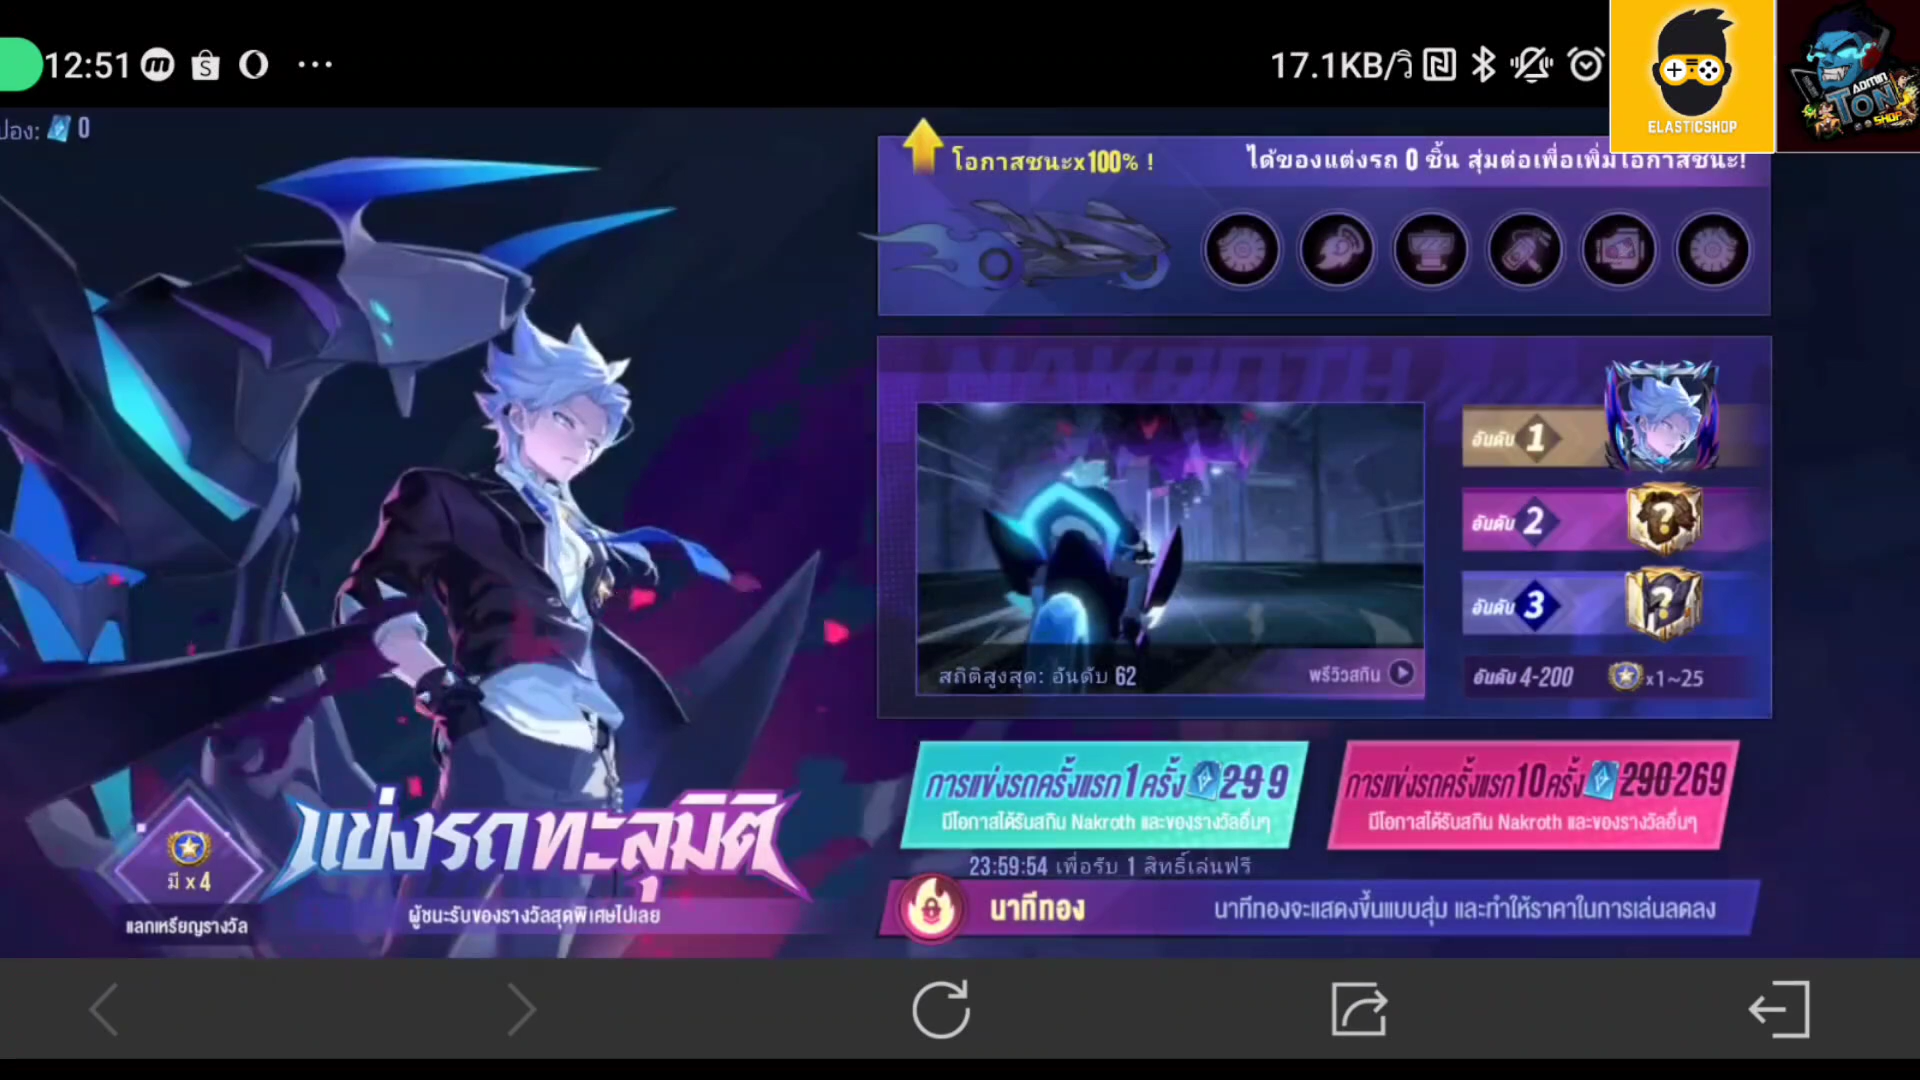 12:51
17.1KB/วิ
ELASTICSHOP
ADMIN
TON
SHOP
ปอง: 0
โอกาสชนะx100% !
ได้ของแต่งรถ 0 ชิ้น สุ่มต่อเพื่อเพิ่มโอกาสชนะ!
NAKROTH
อันดับ 1
อันดับ 2
อันดับ 3
อันดับ 4-200 x1~25
สถิติสูงสุด: อันดับ 62
พรีวิวสกิน
การแข่งรถครั้งแรก 1 ครั้ง 29 9
มีโอกาสได้รับสกิน Nakroth และของรางวัลอื่นๆ
การแข่งรถครั้งแรก 10 ครั้ง 290 269
มีโอกาสได้รับสกิน Nakroth และของรางวัลอื่นๆ
23:59:54 เพื่อรับ 1 สิทธิ์เล่นฟรี
นาทีทอง
นาทีทองจะแสดงขึ้นแบบสุ่ม และทำให้ราคาในการเล่นลดลง
มี x 4
แลกเหรียญรางวัล
แข่งรถทะลุมิติ
ผู้ชนะรับของรางวัลสุดพิเศษไปเลย